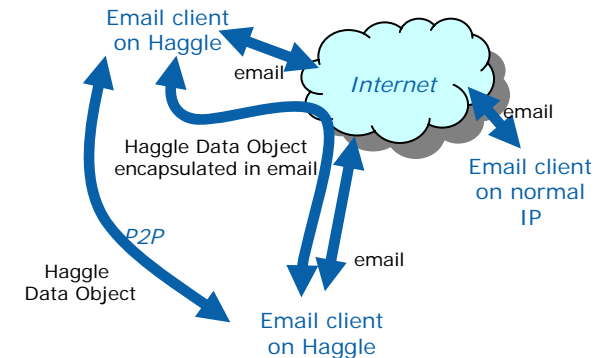 Email client
on Haggle
email
Internet
email
Haggle Data Object
encapsulated in email
Email client
on normal
IP
P2P
email
Haggle
Data Object
Email client
on Haggle